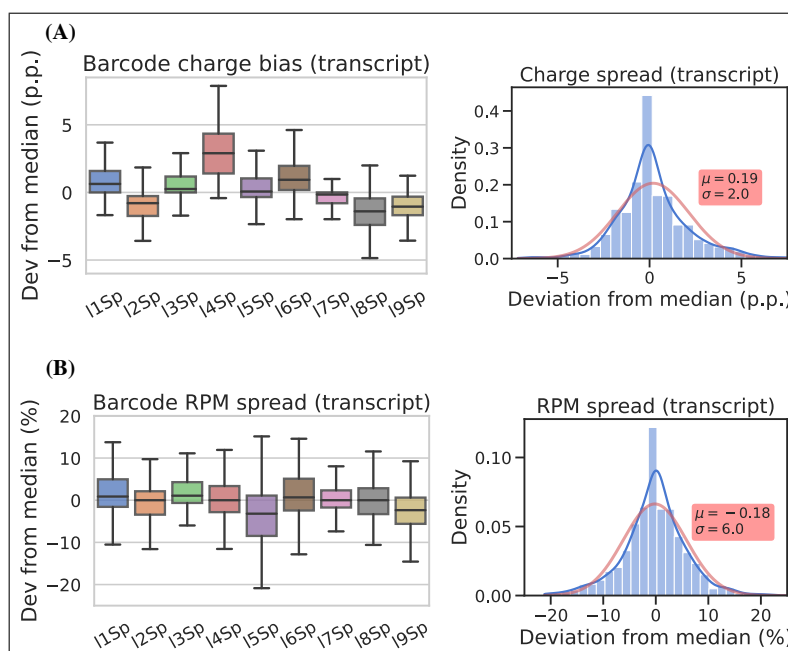 (A)
Barcode charge bias (transcript)
Dev from median (p.p.)
5
0
−5
l1Sp
l2Sp
l3Sp
l4Sp
l5Sp
l6Sp
l7Sp
l8Sp
l9Sp
Charge spread (transcript)
Density
0.4
0.3
0.2
0.1
0.0
μ = 0.19
σ = 2.0
−5
0
5
Deviation from median (p.p.)
(B)
Barcode RPM spread (transcript)
Dev from median (%)
20
10
0
−10
−20
l1Sp
l2Sp
l3Sp
l4Sp
l5Sp
l6Sp
l7Sp
l8Sp
l9Sp
RPM spread (transcript)
Density
0.10
0.05
0.00
μ = −0.18
σ = 6.0
−20
−10
0
10
20
Deviation from median (%)